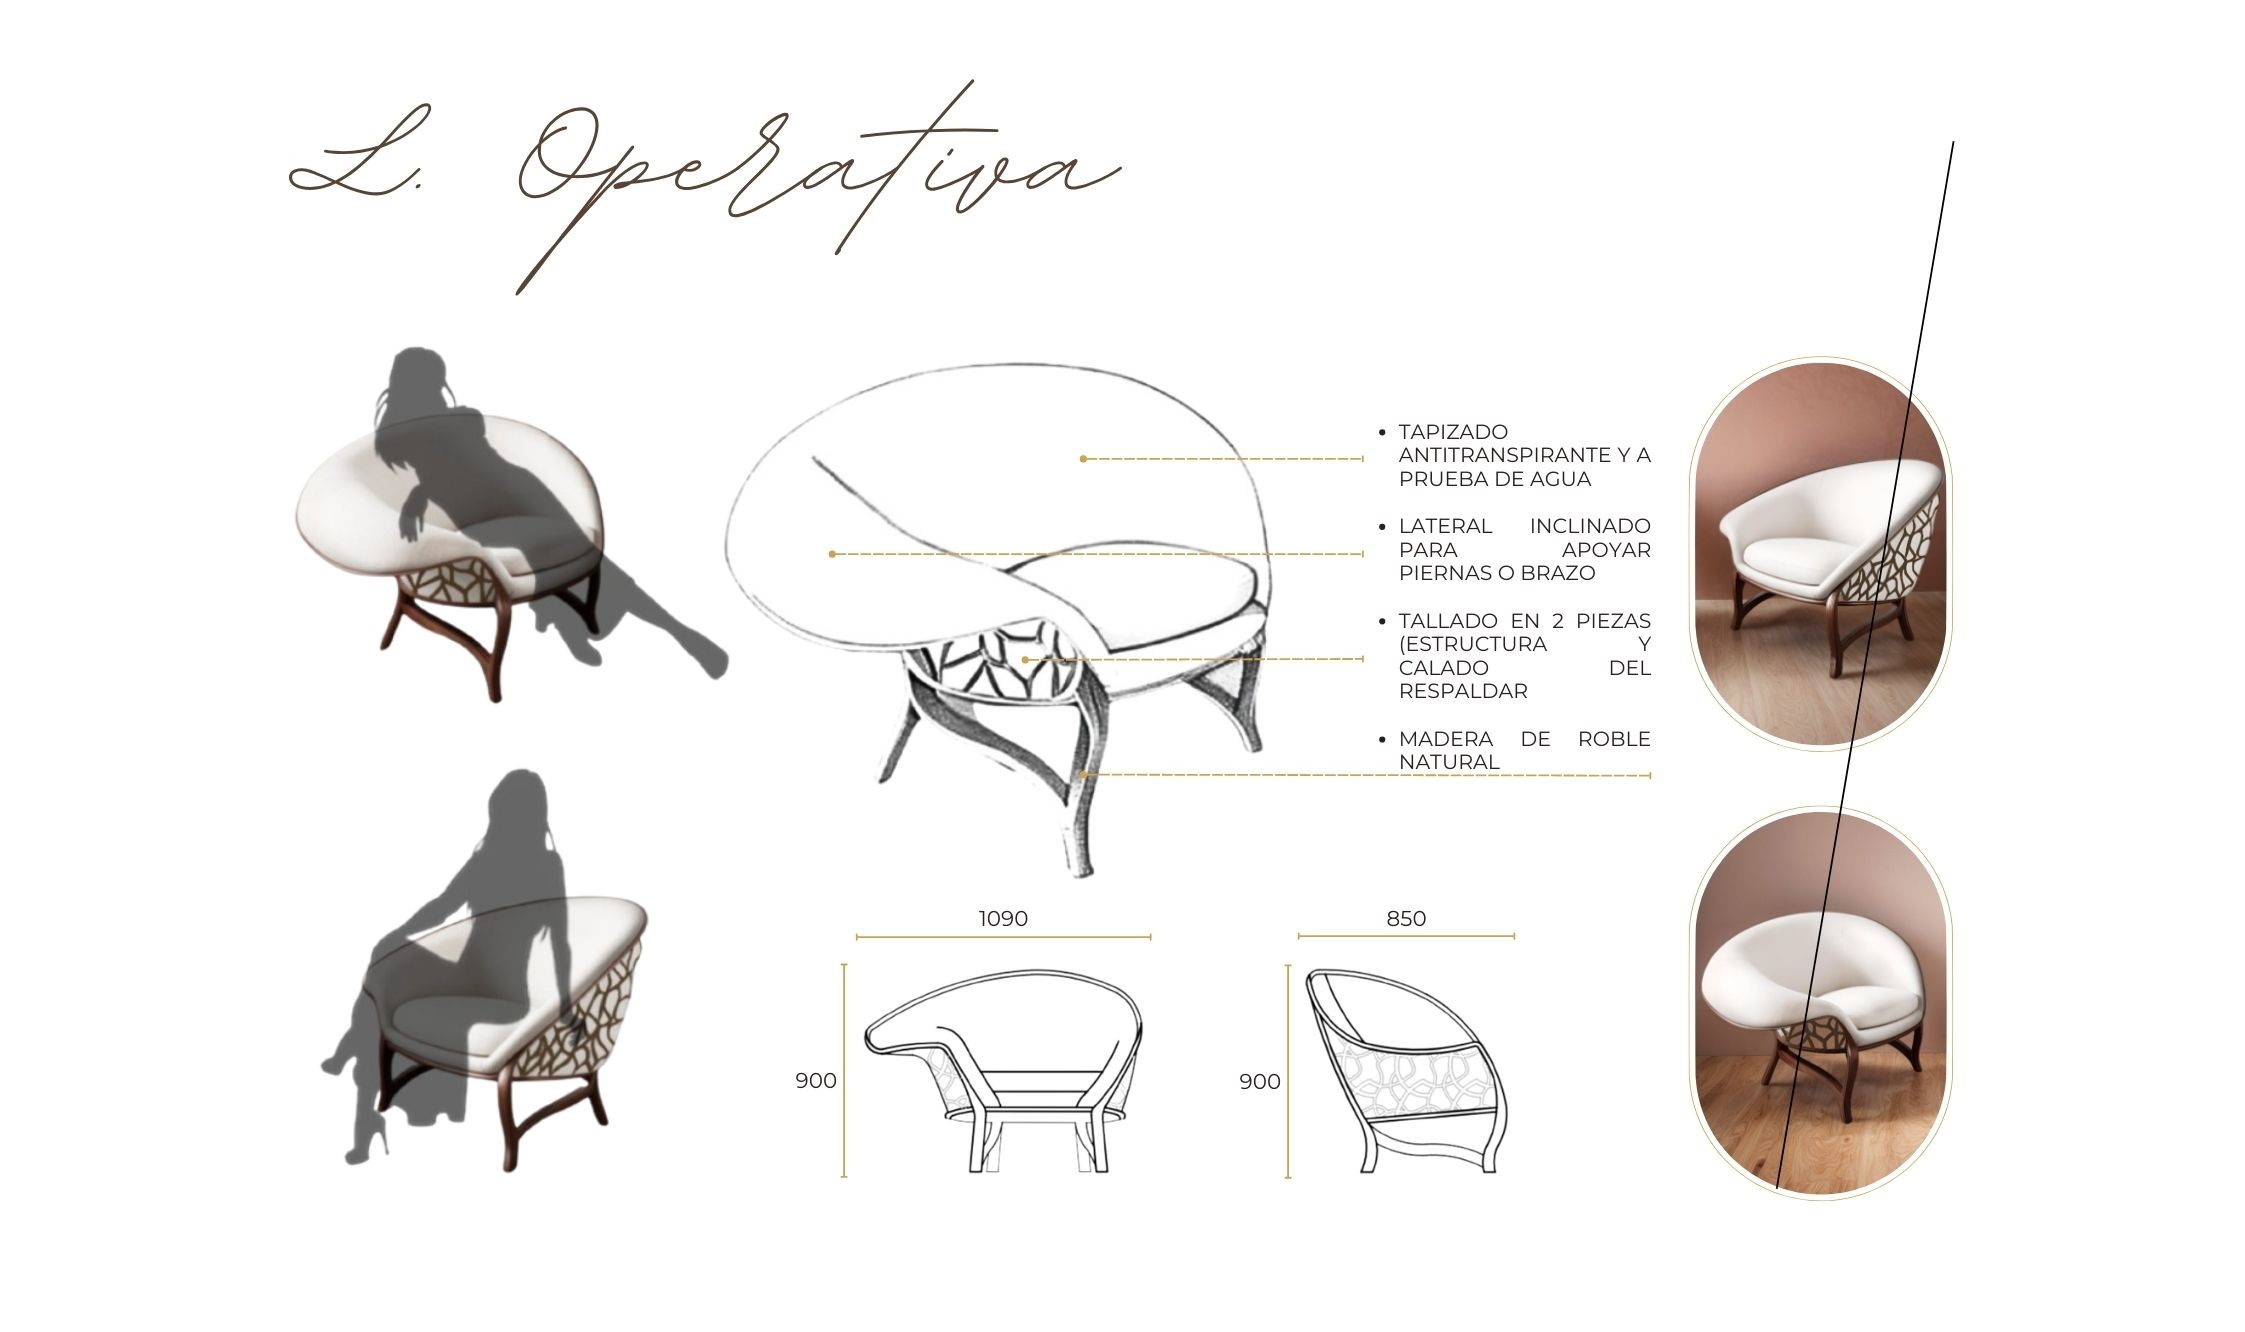 L. Operativa
• TAPIZADO
ANTITRANSPIRANTE Y A
PRUEBA DE AGUA
• LATERAL INCLINADO
PARA APOYAR
PIERNAS O BRAZO
• TALLADO EN 2 PIEZAS
(ESTRUCTURA Y
CALADO DEL
RESPALDAR
• MADERA DE ROBLE
NATURAL
1090
850
900
900